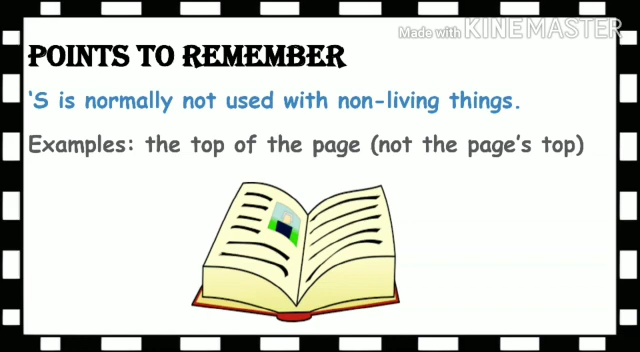 Made with KINEMASTER
POINTS TO REMEMBER
‘S is normally not used with non-living things.
Examples: the top of the page (not the page’s top)